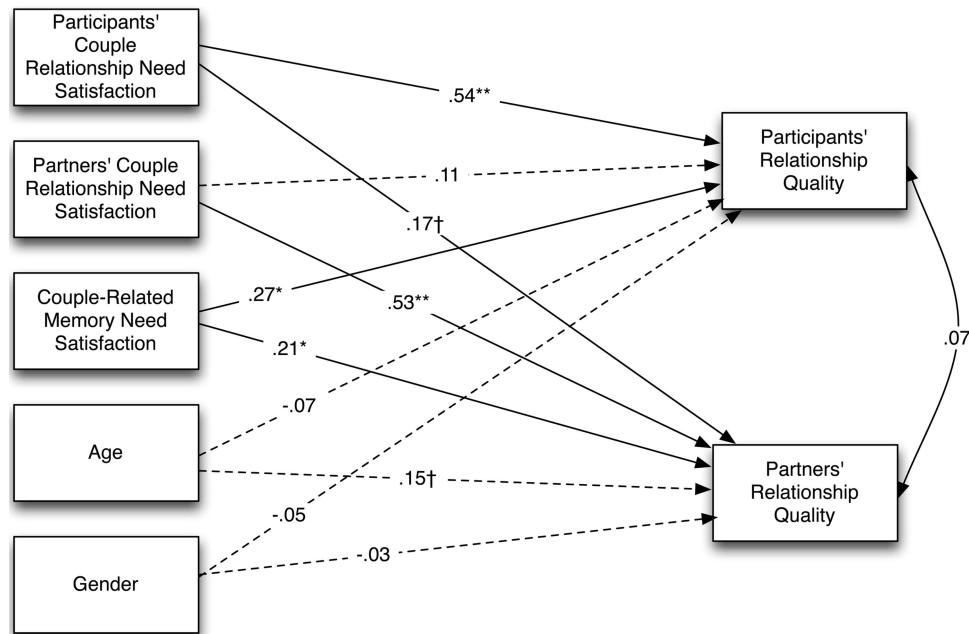 Participants'
Couple
Relationship Need
Satisfaction
Partners' Couple
Relationship Need
Satisfaction
Couple-Related
Memory Need
Satisfaction
Age
Gender
.54**
.11
.17†
.27*
.53**
.21*
-.07
.15†
-.05
-.03
Participants'
Relationship
Quality
.07
Partners'
Relationship
Quality